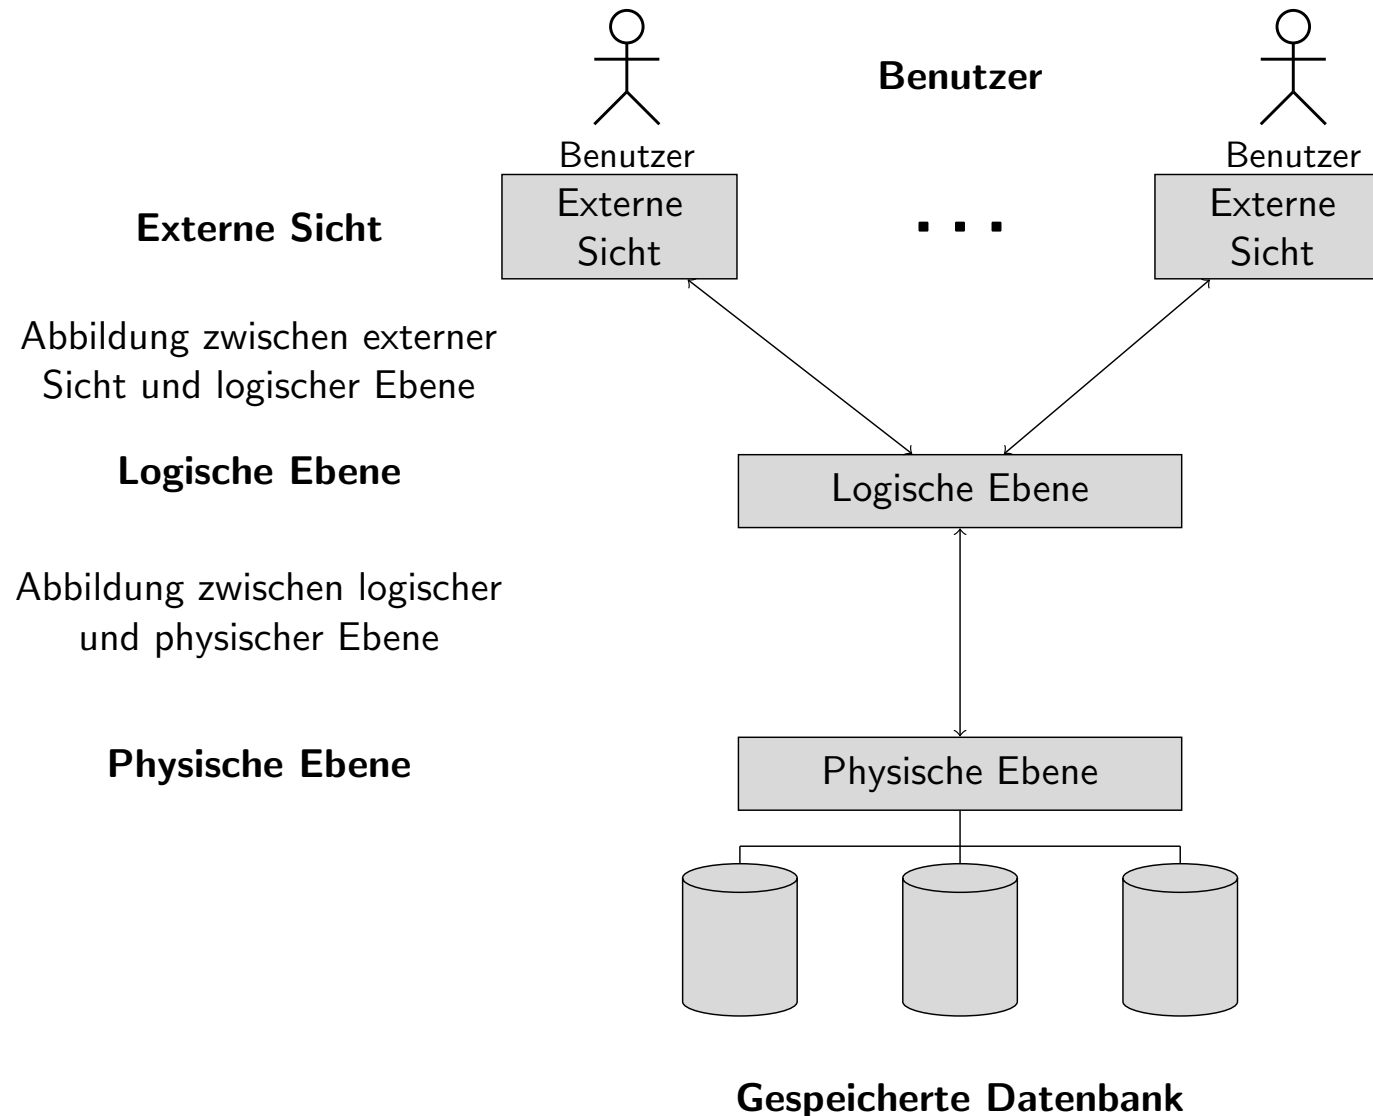 Benutzer
Benutzer
Benutzer
Externe Sicht
Externe
Sicht
. . .
Externe
Sicht
Abbildung zwischen externer
Sicht und logischer Ebene
Logische Ebene
Logische Ebene
Abbildung zwischen logischer
und physischer Ebene
Physische Ebene
Physische Ebene
Gespeicherte Datenbank